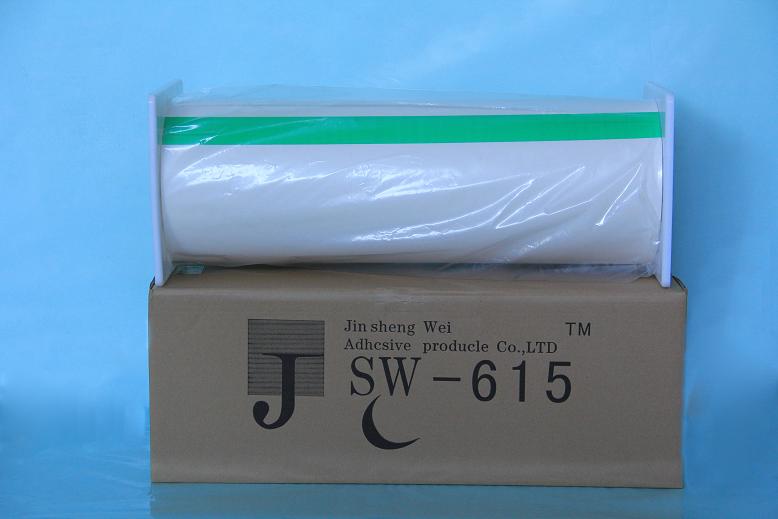 Jin sheng Wei
TM
Adhcsive producle Co.,LTD
J SW-615